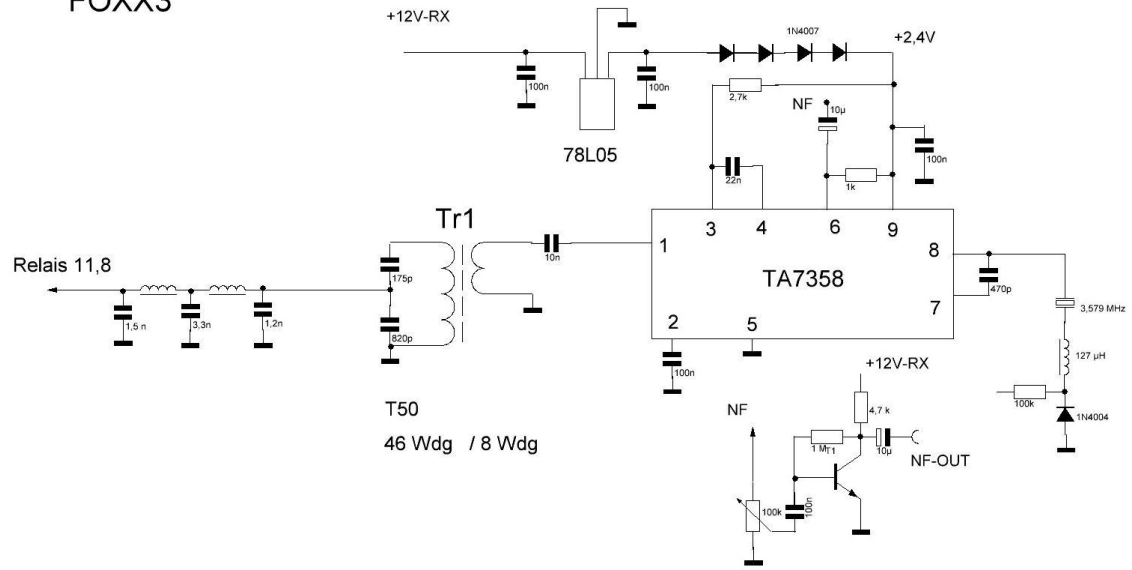 FOXX3
+12V-RX
1N4007
+2,4V
100n
100n
2,7k
NF
10µ
78L05
100n
22n
1k
Tr1
3
4
6
9
10n
1
8
Relais 11,8
175p
TA7358
470p
7
3,579 MHz
1,5 n
3,3n
1,2n
820p
2
5
127 µH
100n
+12V-RX
T50
NF
4,7 k
100k
1N4004
46 Wdg / 8 Wdg
1 M
T1
10µ
NF-OUT
100k
100n